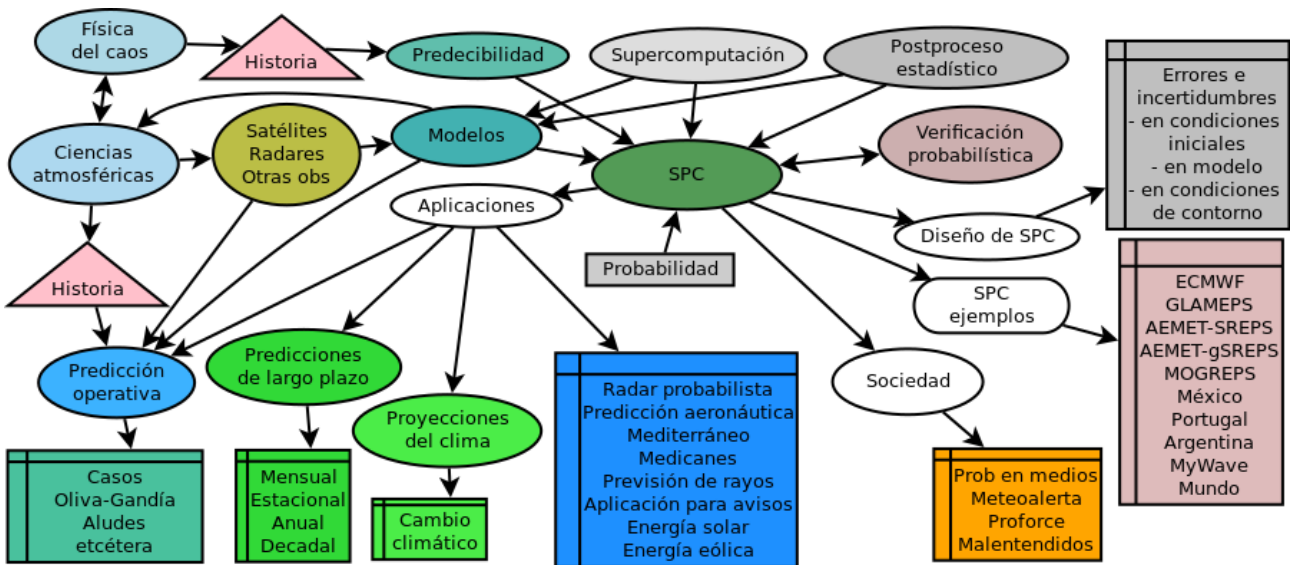 Física
del caos
Historia
Predecibilidad
Supercomputación
Postproceso
estadístico
Errores e
incertidumbres
- en condiciones
iniciales
- en modelo
- en condiciones
de contorno
Ciencias
atmosféricas
Satélites
Radares
Otras obs
Modelos
SPC
Verificación
probabilística
Aplicaciones
Probabilidad
Diseño de SPC
Historia
SPC
ejemplos
ECMWF
GLAMEPS
AEMET-SREPS
AEMET-gSREPS
MOGREPS
México
Portugal
Argentina
MyWave
Mundo
Predicción
operativa
Predicciones
de largo plazo
Proyecciones
del clima
Radar probabilista
Predicción aeronáutica
Mediterráneo
Medicanes
Previsión de rayos
Aplicación para avisos
Energía solar
Energía eólica
Sociedad
Casos
Oliva-Gandía
Aludes
etcétera
Mensual
Estacional
Anual
Decadal
Cambio
climático
Prob en medios
Meteoalerta
Proforce
Malentendidos